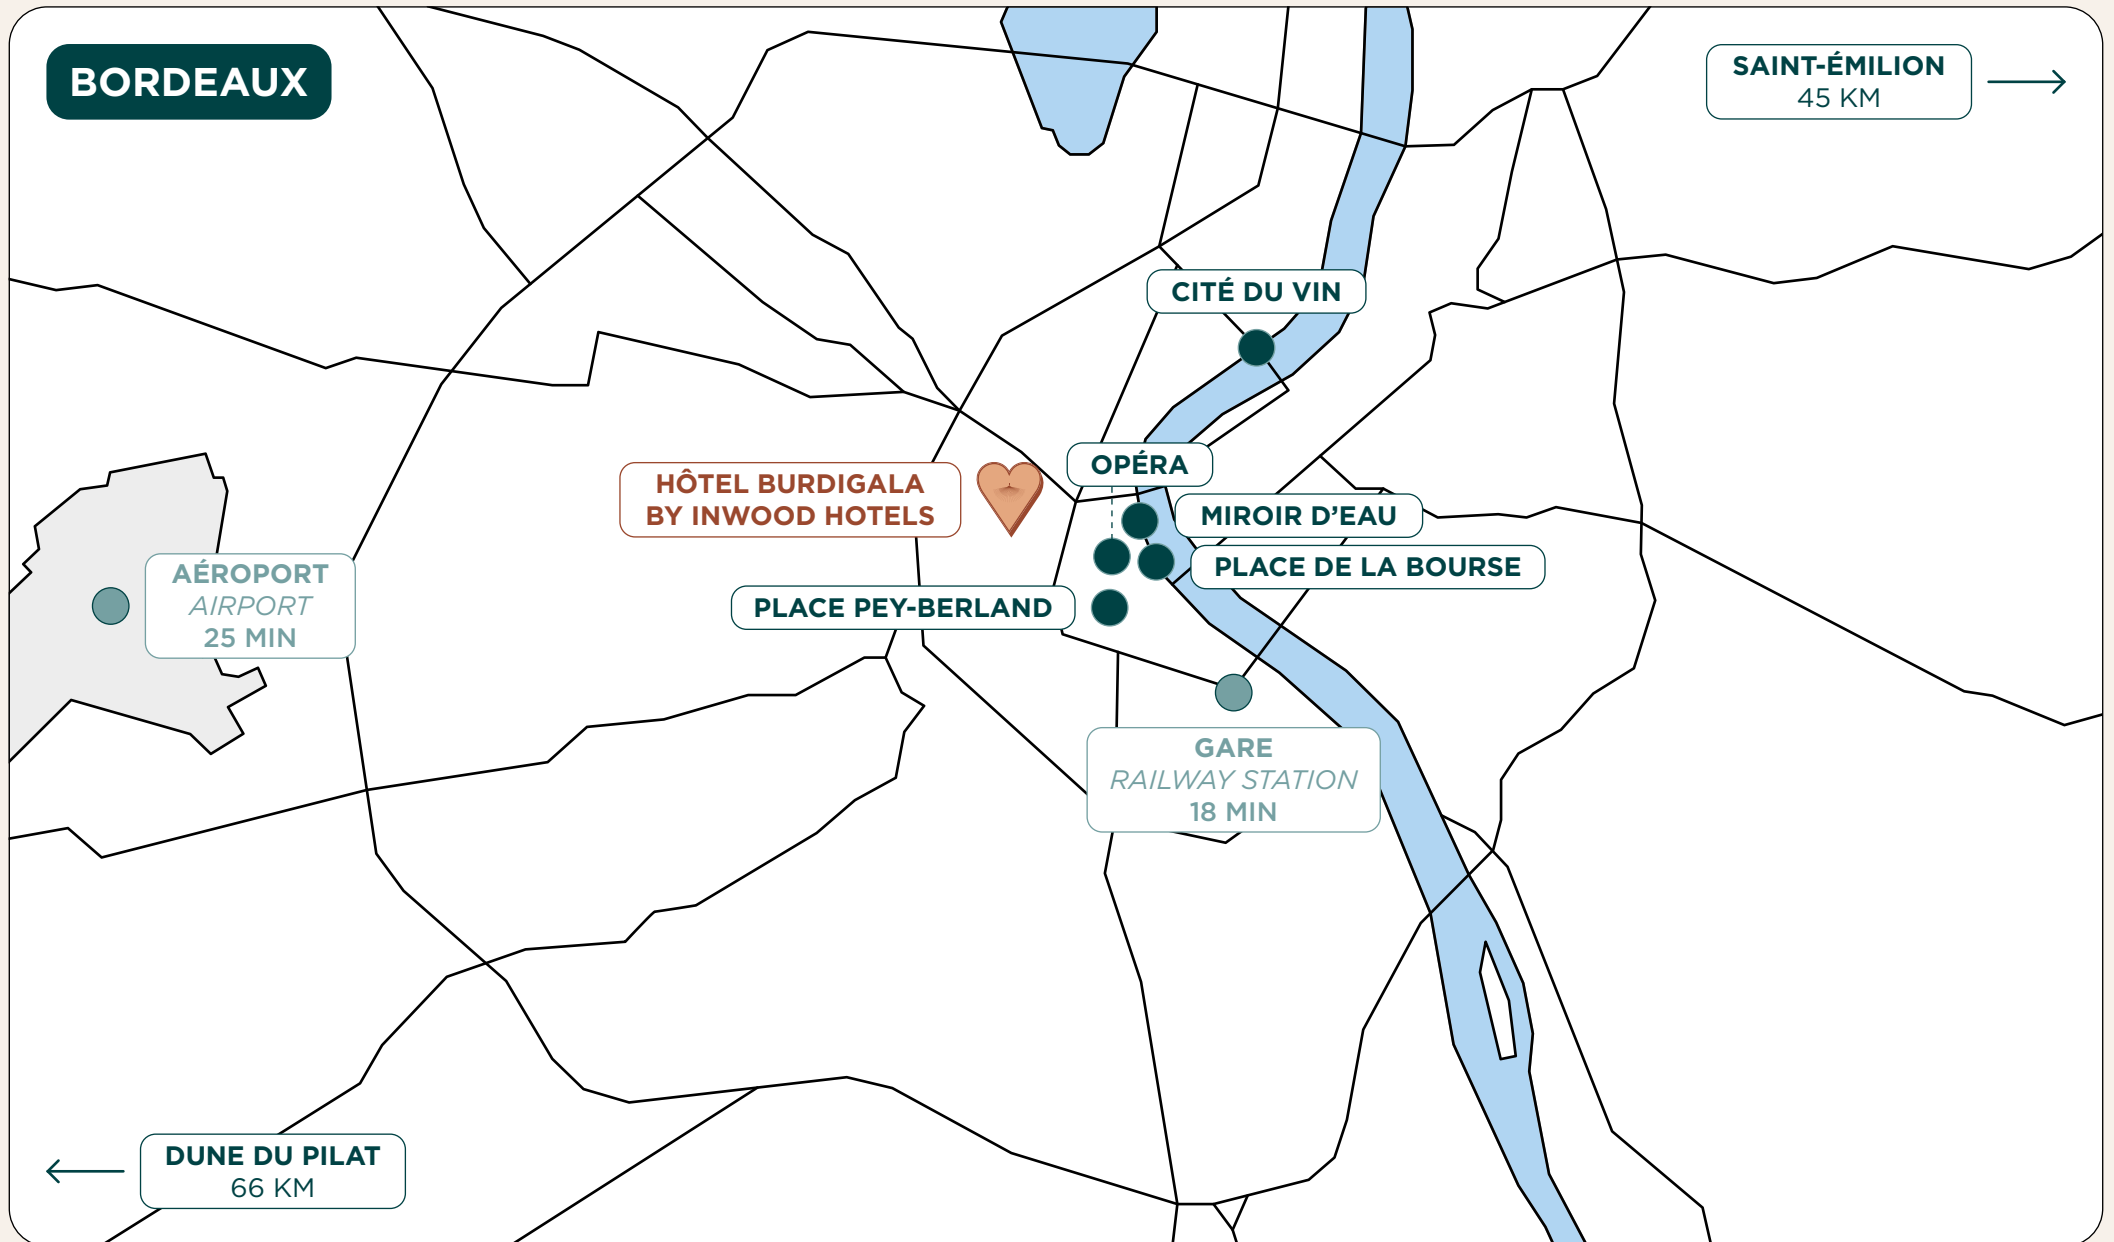 BORDEAUX
SAINT-ÉMILION
45 KM
CITÉ DU VIN
OPÉRA
HÔTEL BURDIGALA
BY INWOOD HOTELS
MIROIR D’EAU
PLACE DE LA BOURSE
AÉROPORT
AIRPORT
25 MIN
PLACE PEY-BERLAND
GARE
RAILWAY STATION
18 MIN
DUNE DU PILAT
66 KM